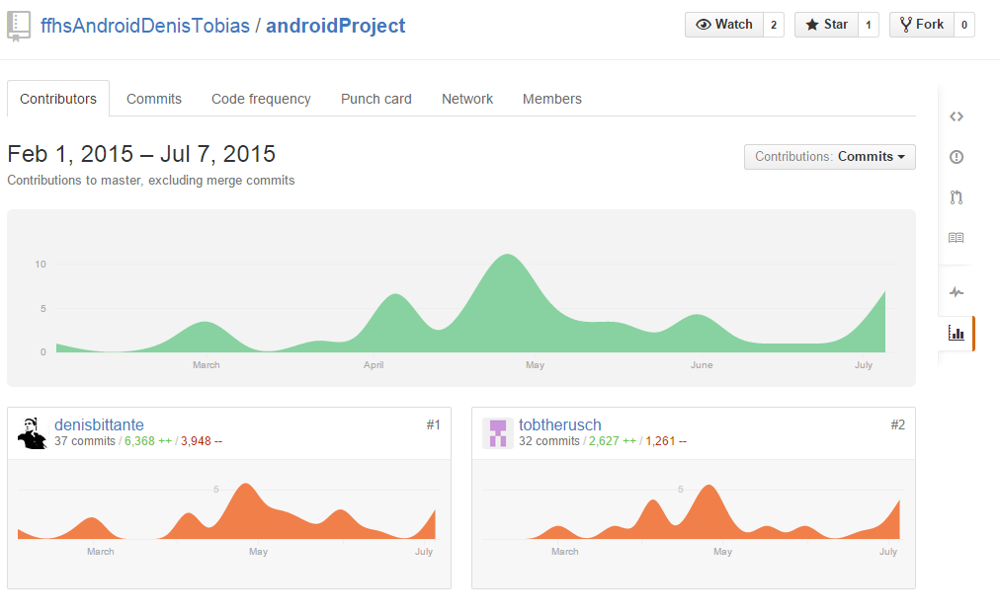 ffhsAndroidDenisTobias / androidProject
Watch 2 Star 1 Fork 0
Contributors Commits Code frequency Punch card Network Members
Feb 1, 2015 – Jul 7, 2015
Contributions: Commits
Contributions to master, excluding merge commits
10
5
0
March April May June July
denisbittante #1
37 commits / 6,368 ++ / 3,948 --
5
March May July
tobtherusch #2
32 commits / 2,627 ++ / 1,261 --
5
March May July